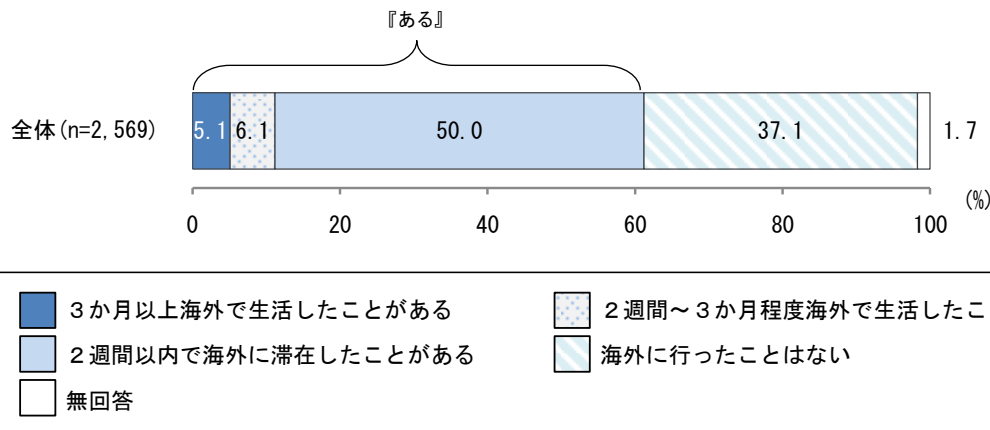 『ある』
全体(n=2,569)
5.1 6.1 50.0 37.1 1.7
(%)
0 20 40 60 80 100
３か月以上海外で生活したことがある
２週間～３か月程度海外で生活したこ
２週間以内で海外に滞在したことがある
海外に行ったことはない
無回答